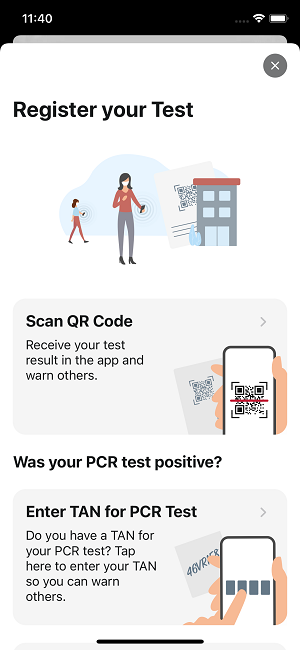 11:40
Register your Test
Scan QR Code
Receive your test
result in the app and
warn others.
Was your PCR test positive?
Enter TAN for PCR Test
Do you have a TAN for
your PCR test? Tap
here to enter your TAN
so you can warn
others.